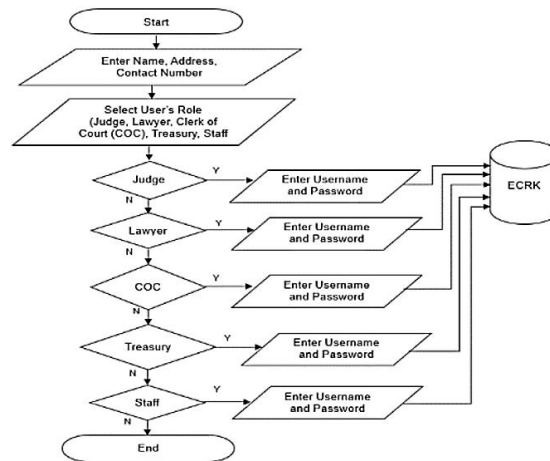 Start
Enter Name, Address,
Contact Number
Select User's Role
(Judge, Lawyer, Clerk of
Court (COC), Treasury, Staff
Judge
Y
Enter Username
and Password
ECRK
N
Lawyer
Y
Enter Username
and Password
N
COC
Y
Enter Username
and Password
N
Treasury
Y
Enter Username
and Password
N
Staff
Y
Enter Username
and Password
N
End